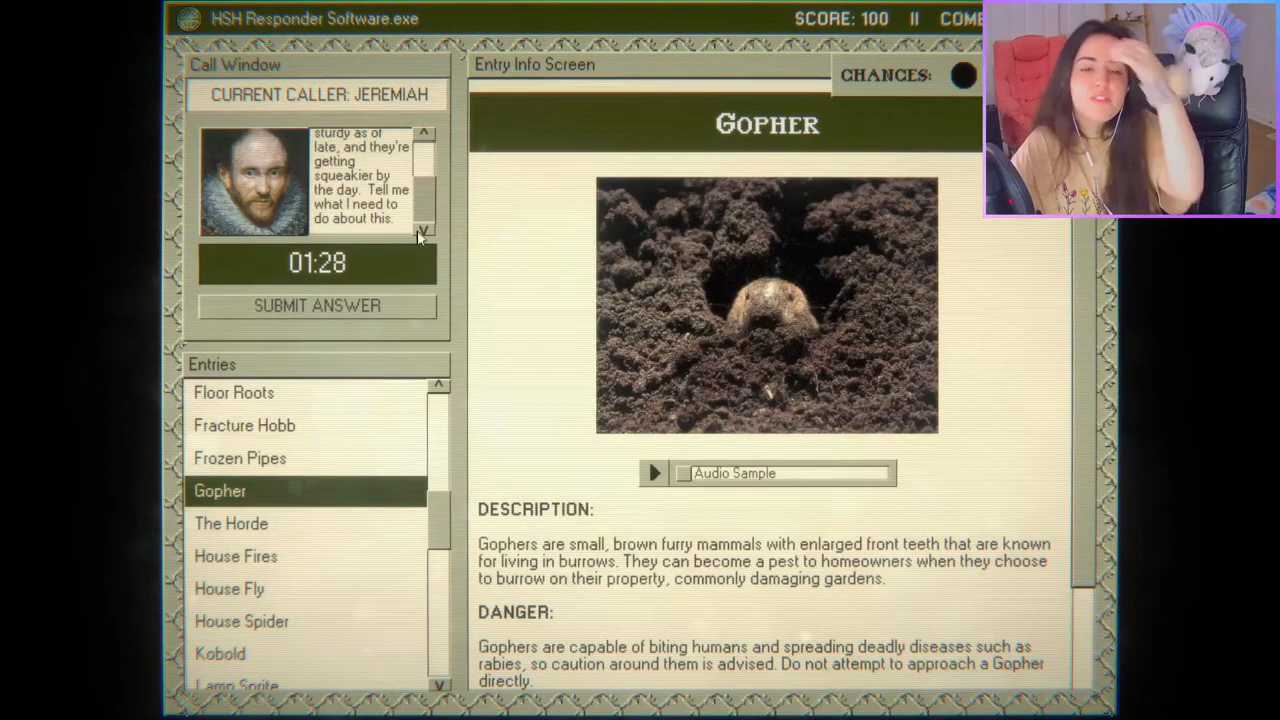 HSH Responder Software.exe
SCORE: 100
II
Call Window
CURRENT CALLER: JEREMIAH
sturdy as of
late, and they're
getting
squeakier by
the day. Tell me
what I need to
do about this.
01:28
SUBMIT ANSWER
Entries
Floor Roots
Fracture Hobb
Frozen Pipes
Gopher
The Horde
House Fires
House Fly
House Spider
Kobold
Lamp Sprite
Entry Info Screen
CHANCES:
GOPHER
Audio Sample
DESCRIPTION:
Gophers are small, brown furry mammals with enlarged front teeth that are known
for living in burrows. They can become a pest to homeowners when they choose
to burrow on their property, commonly damaging gardens.
DANGER:
Gophers are capable of biting humans and spreading deadly diseases such as
rabies, so caution around them is advised. Do not attempt to approach a Gopher
directly.